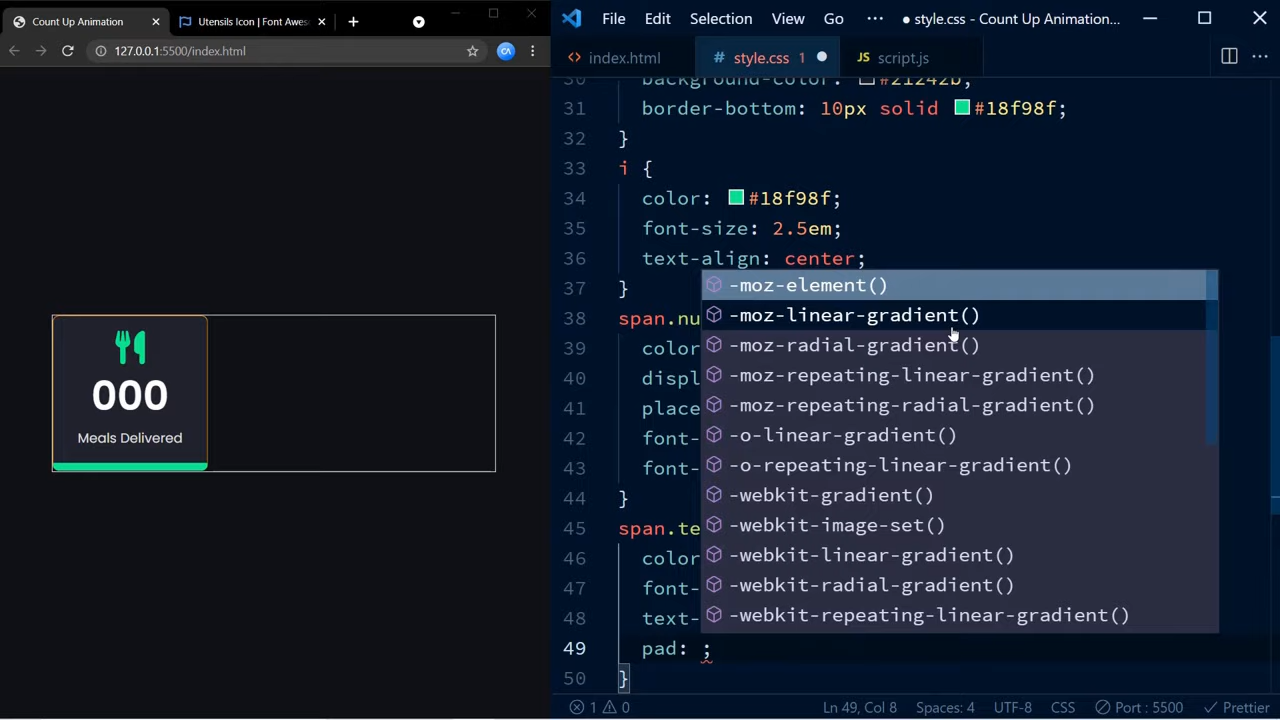 Count Up Animation
Utensils Icon | Font Awes
127.0.0.1:5500/index.html
000
Meals Delivered
File Edit Selection View Go ··· ● style.css - Count Up Animation...
index.html
# style.css 1
JS script.js
30 background-color: #21242b;
31 border-bottom: 10px solid #18f98f;
32 }
33 i {
34 color: #18f98f;
35 font-size: 2.5em;
36 text-align: center;
37 }
38 span.nu
39 color
40 displ
41 place
42 font-
43 font-
44 }
45 span.te
46 color
47 font-
48 text-
49 pad: ;
50 }
-moz-element()
-moz-linear-gradient()
-moz-radial-gradient()
-moz-repeating-linear-gradient()
-moz-repeating-radial-gradient()
-o-linear-gradient()
-o-repeating-linear-gradient()
-webkit-gradient()
-webkit-image-set()
-webkit-linear-gradient()
-webkit-radial-gradient()
-webkit-repeating-linear-gradient()
1 0 Ln 49, Col 8 Spaces: 4 UTF-8 CSS Port : 5500 Prettier